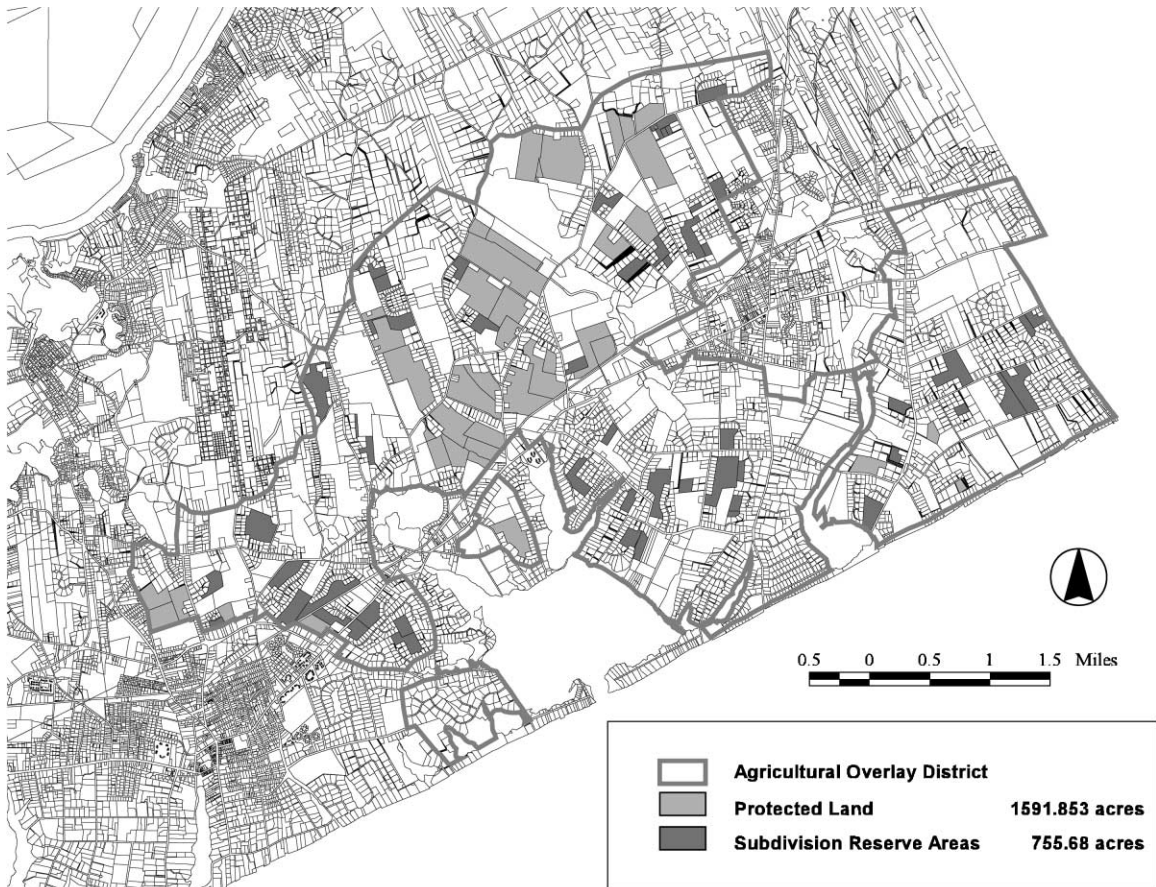 0.5 0 0.5 1 1.5 Miles
Agricultural Overlay District
Protected Land 1591.853 acres
Subdivision Reserve Areas 755.68 acres